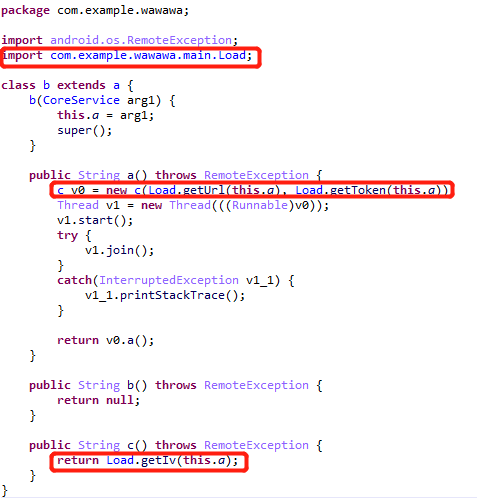 package com.example.wawawa;
import android.os.RemoteException;
import com.example.wawawa.main.Load;
class b extends a {
b(CoreService arg1) {
this.a = arg1;
super();
}
public String a() throws RemoteException {
c v0 = new c(Load.getUrl(this.a), Load.getToken(this.a))
Thread v1 = new Thread(((Runnable)v0));
v1.start();
try {
v1.join();
}
catch(InterruptedException v1_1) {
v1_1.printStackTrace();
}
return v0.a();
}
public String b() throws RemoteException {
return null;
}
public String c() throws RemoteException {
return Load.getIv(this.a);
}
}